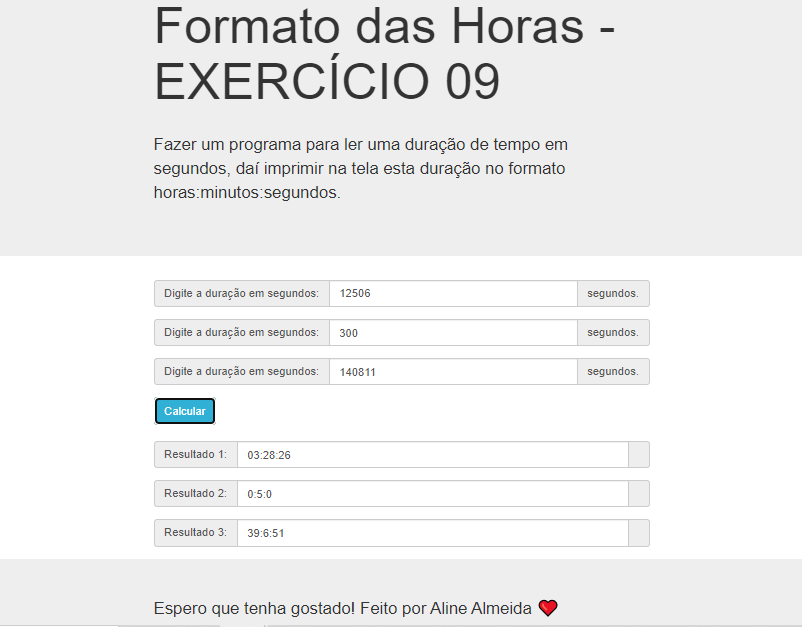 Formato das Horas -
EXERCÍCIO 09
Fazer um programa para ler uma duração de tempo em
segundos, daí imprimir na tela esta duração no formato
horas:minutos:segundos.
Digite a duração em segundos: 12506 segundos.
Digite a duração em segundos: 300 segundos.
Digite a duração em segundos: 140811 segundos.
Calcular
Resultado 1: 03:28:26
Resultado 2: 0:5:0
Resultado 3: 39:6:51
Espero que tenha gostado! Feito por Aline Almeida ❤️